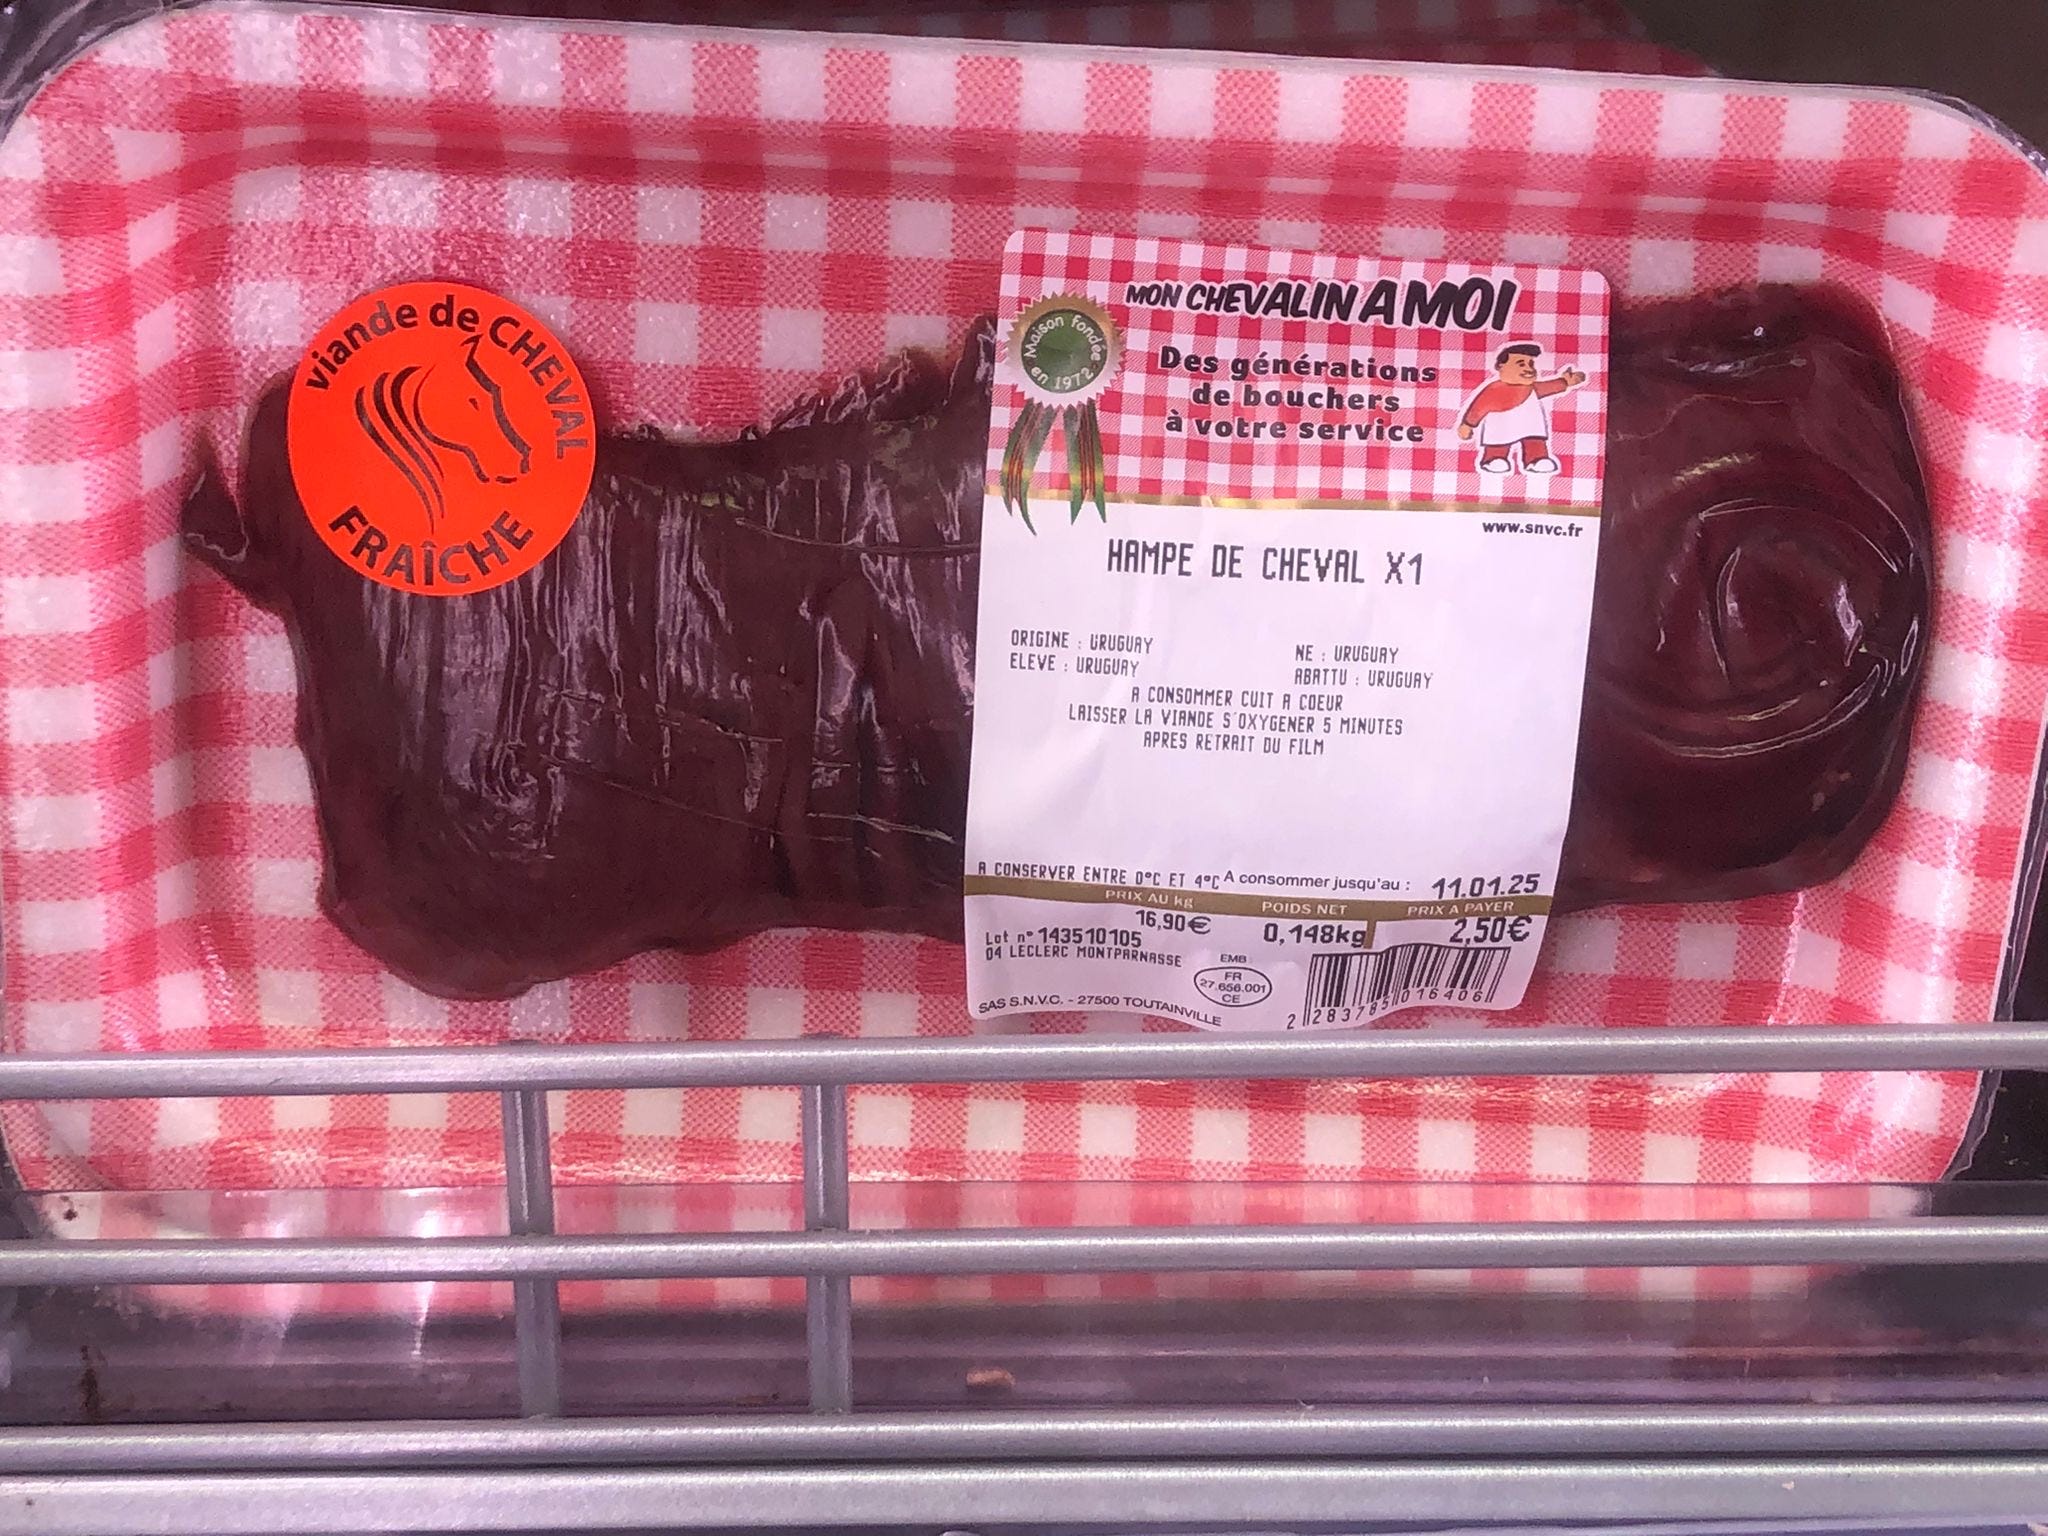 viande de CHEVAL
FRAÎCHE
MON CHEVALIN A MOI
Maison fondée
en 1972
Des générations
de bouchers
à votre service
www.snvc.fr
HAMPE DE CHEVAL X1
ORIGINE : URUGUAY NE : URUGUAY
ELEVE : URUGUAY ABATTU : URUGUAY
A CONSOMMER CUIT A COEUR
LAISSER LA VIANDE S'OXYGENER 5 MINUTES
APRES RETRAIT DU FILM
A CONSERVER ENTRE 0°C ET 4°C A consommer jusqu'au : 11.01.25
PRIX AU kg POIDS NET PRIX A PAYER
16,90€ 0,148kg 2,50€
Lot n° 143510105
04 LECLERC MONTPARNASSE
EMB
FR
27.656.001
CE
SAS S.N.V.C. - 27500 TOUTAINVILLE
2 283785 016406